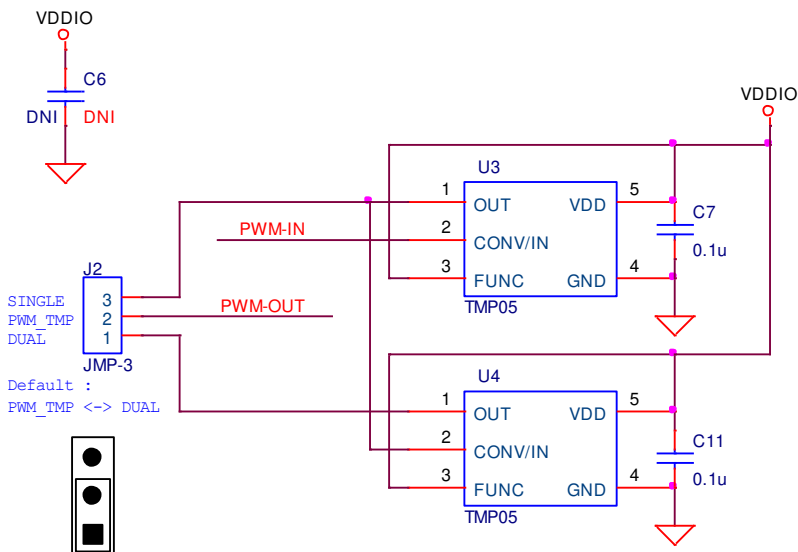 VDDIO
C6
DNI DNI
VDDIO
U3
1 OUT VDD 5
C7
PWM-IN
2 CONV/IN
0.1u
3 FUNC GND 4
TMP05
J2
SINGLE 3
PWM_TMP 2
PWM-OUT
DUAL 1
JMP-3
Default :
PWM_TMP <-> DUAL
U4
1 OUT VDD 5
2 CONV/IN
C11
3 FUNC GND 4
0.1u
TMP05